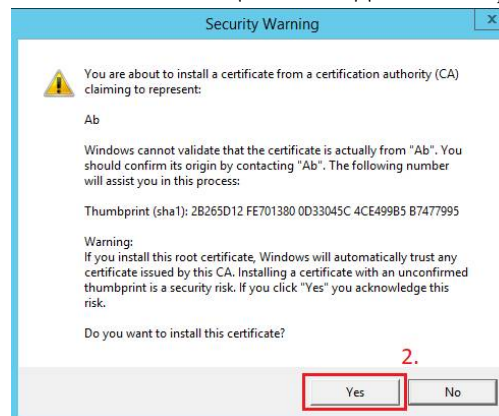 Security Warning
x
You are about to install a certificate from a certification authority (CA)
claiming to represent:
Ab
Windows cannot validate that the certificate is actually from "Ab". You
should confirm its origin by contacting "Ab". The following number
will assist you in this process:
Thumbprint (sha1): 2B265D12 FE701380 0D33045C 4CE499B5 B7477995
Warning:
If you install this root certificate, Windows will automatically trust any
certificate issued by this CA. Installing a certificate with an unconfirmed
thumbprint is a security risk. If you click "Yes" you acknowledge this
risk.
Do you want to install this certificate?
2.
Yes
No